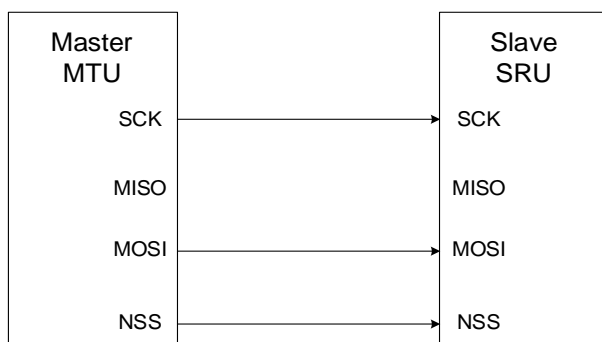 Master
MTU
SCK
MISO
MOSI
NSS
Slave
SRU
SCK
MISO
MOSI
NSS